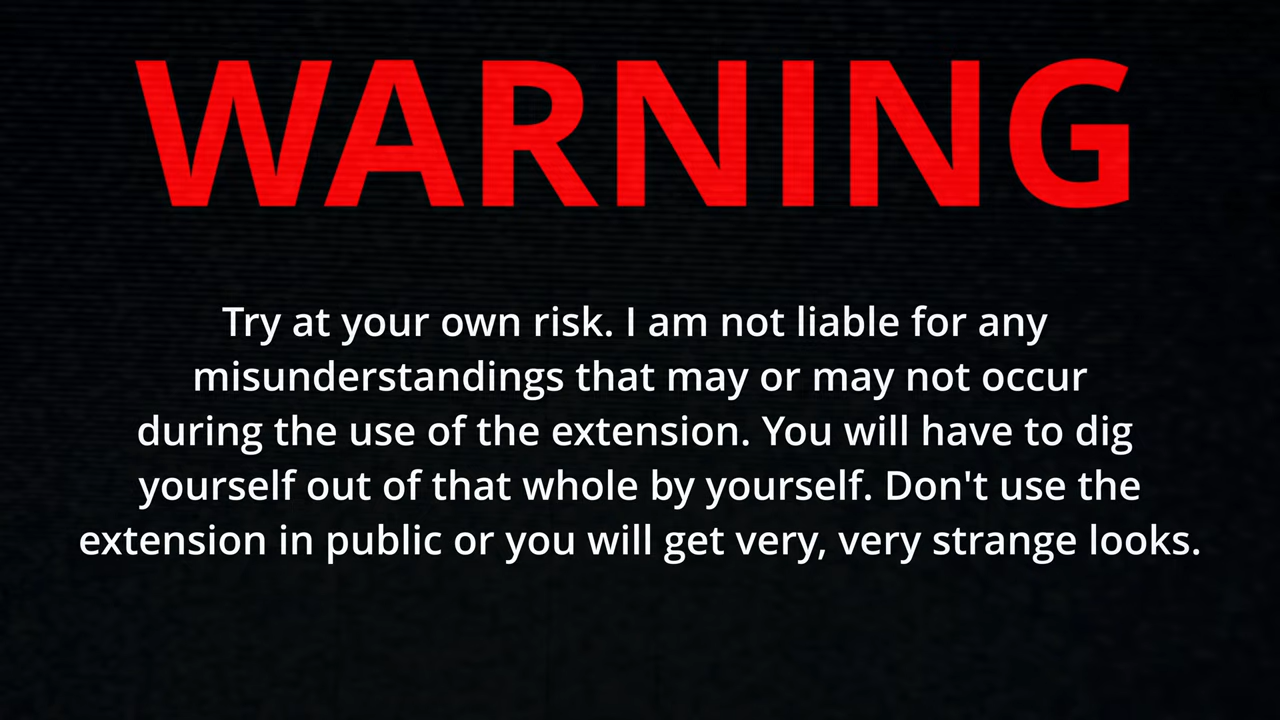 WARNING
Try at your own risk. I am not liable for any
misunderstandings that may or may not occur
during the use of the extension. You will have to dig
yourself out of that whole by yourself. Don't use the
extension in public or you will get very, very strange looks.